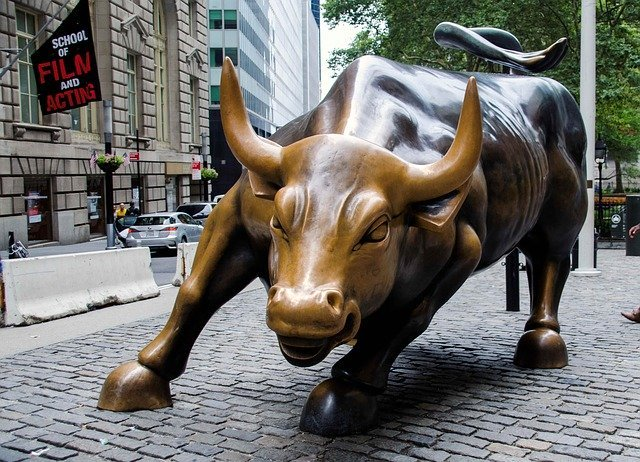 SCHOOL
OF
FILM
AND
ACTING